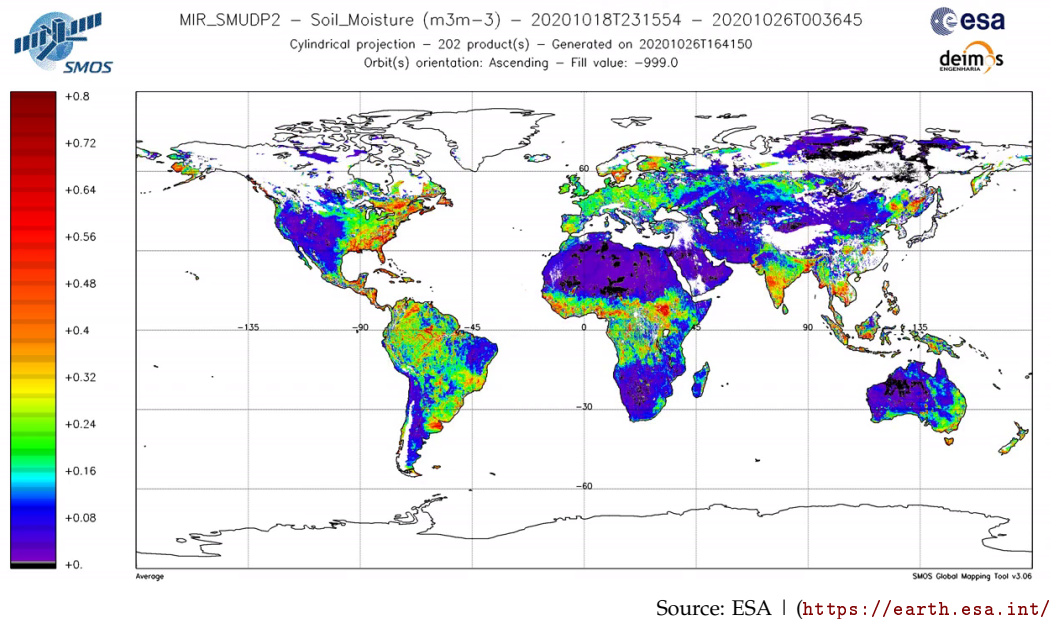 MIR_SMUDP2 – Soil_Moisture (m3m–3) – 20201018T231554 – 20201026T003645
Cylindrical projection – 202 product(s) – Generated on 20201026T164150
Orbit(s) orientation: Ascending – Fill value: –999.0
SMOS
esa
deimos
ENGENHARIA
+0.8
+0.72
+0.64
+0.56
+0.48
+0.4
+0.32
+0.24
+0.16
+0.08
+0.
60
–135
–90
–45
0
45
90
135
–30
–60
Average
SMOS Global Mapping Tool v3.06
Source: ESA | (https://earth.esa.int/